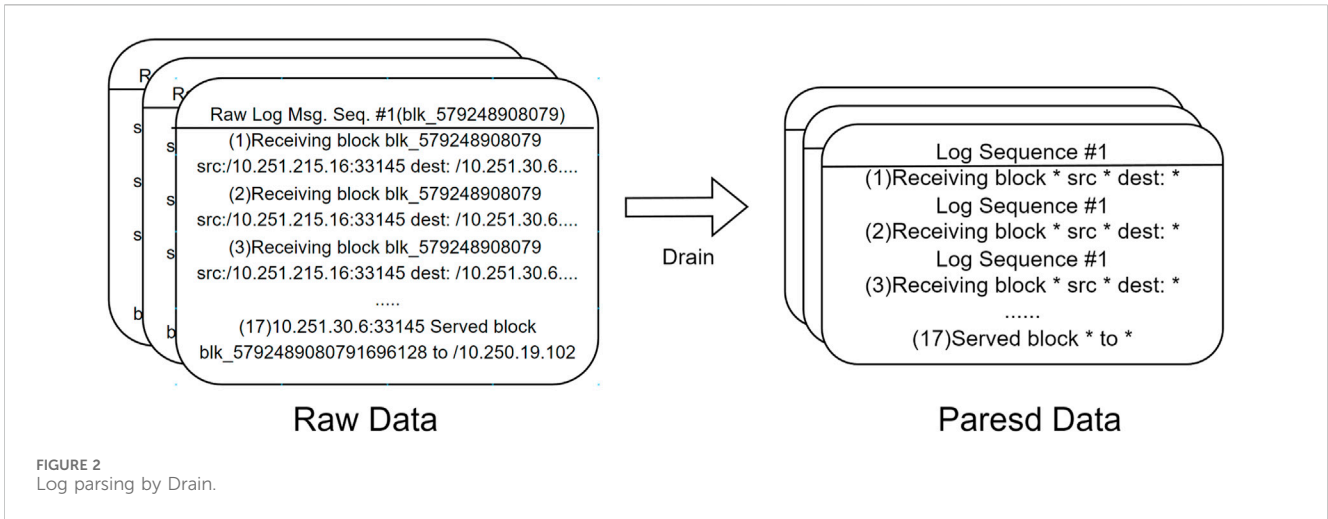 R
R
s
s
s
s
s
s
b
b
Raw Log Msg. Seq. #1(blk_579248908079)
(1)Receiving block blk_579248908079
src:/10.251.215.16:33145 dest: /10.251.30.6....
(2)Receiving block blk_579248908079
src:/10.251.215.16:33145 dest: /10.251.30.6....
(3)Receiving block blk_579248908079
src:/10.251.215.16:33145 dest: /10.251.30.6....
.....
(17)10.251.30.6:33145 Served block
blk_5792489080791696128 to /10.250.19.102
Raw Data
Drain
Log Sequence #1
(1)Receiving block * src * dest: *
Log Sequence #1
(2)Receiving block * src * dest: *
Log Sequence #1
(3)Receiving block * src * dest: *
......
(17)Served block * to *
Paresd Data
FIGURE 2
Log parsing by Drain.